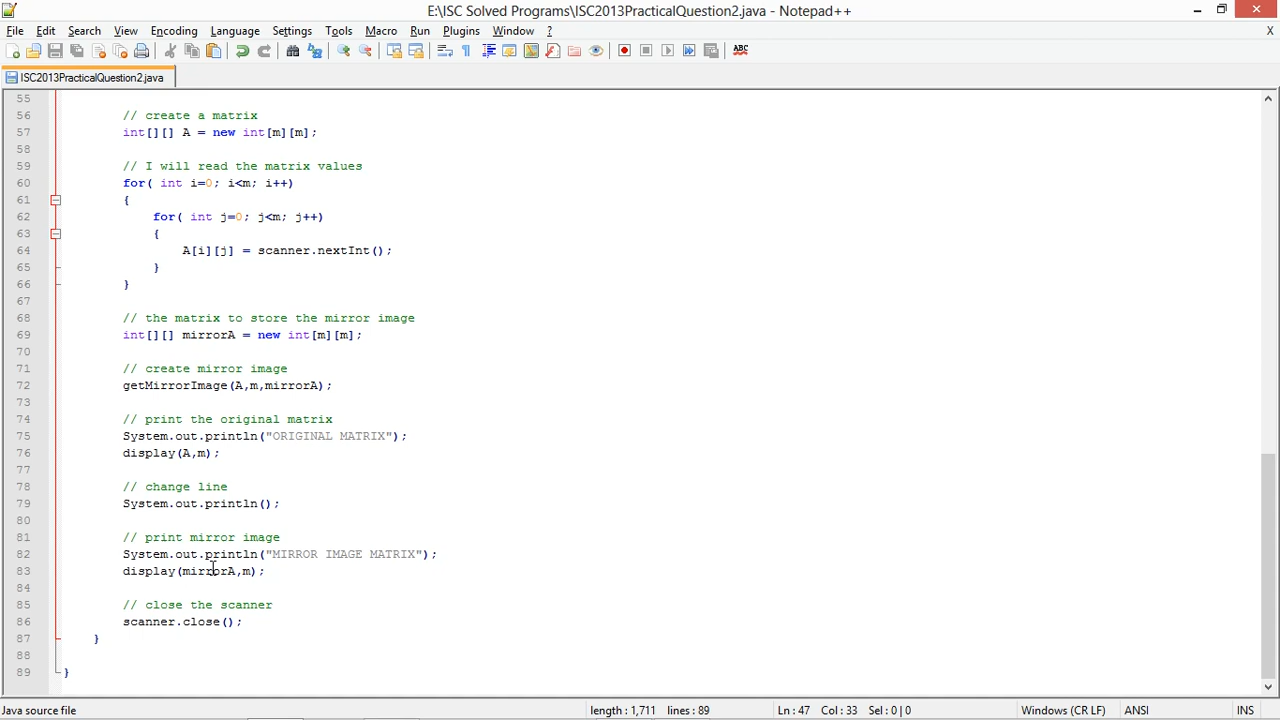 E:\ISC Solved Programs\ISC2013PracticalQuestion2.java - Notepad++
File Edit Search View Encoding Language Settings Tools Macro Run Plugins Window ? X
ABC
ISC2013PracticalQuestion2.java
55
56 // create a matrix
57 int[][] A = new int[m][m];
58
59 // I will read the matrix values
60 for( int i=0; i<m; i++)
61 {
62 for( int j=0; j<m; j++)
63 {
64 A[i][j] = scanner.nextInt();
65 }
66 }
67
68 // the matrix to store the mirror image
69 int[][] mirrorA = new int[m][m];
70
71 // create mirror image
72 getMirrorImage(A,m,mirrorA);
73
74 // print the original matrix
75 System.out.println("ORIGINAL MATRIX");
76 display(A,m);
77
78 // change line
79 System.out.println();
80
81 // print mirror image
82 System.out.println("MIRROR IMAGE MATRIX");
83 display(mirrorA,m);
84
85 // close the scanner
86 scanner.close();
87 }
88
89 }
Java source file length : 1,711 lines : 89 Ln : 47 Col : 33 Sel : 0 | 0 Windows (CR LF) ANSI INS